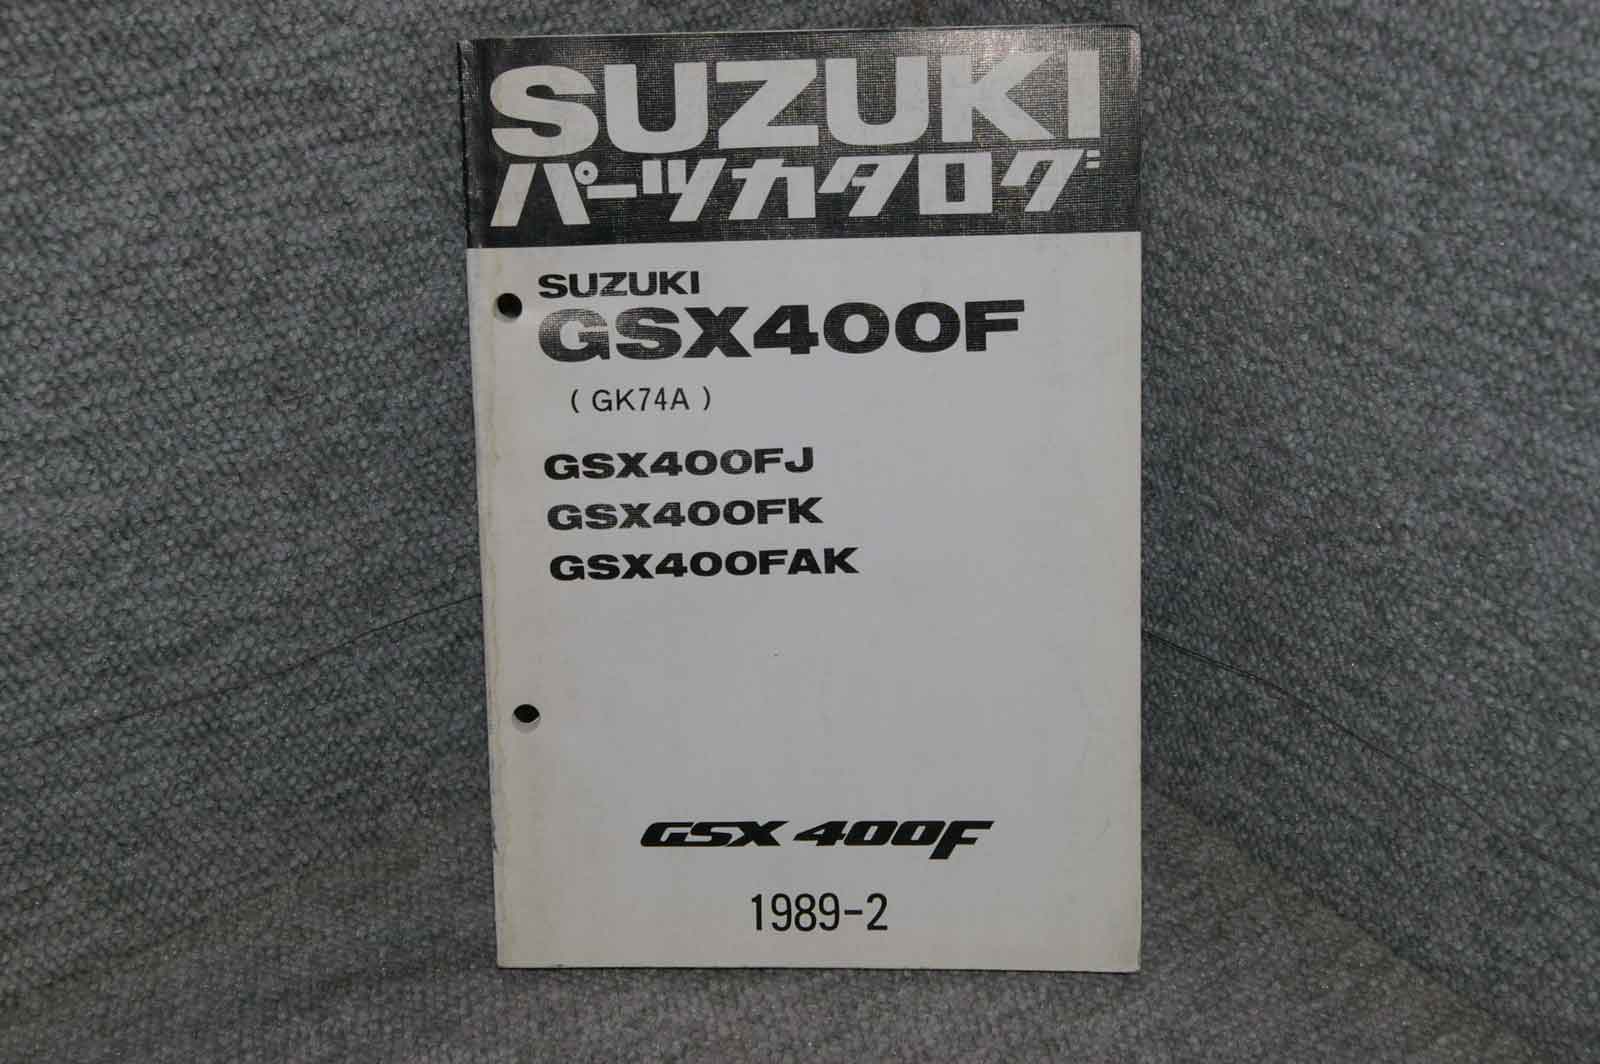 SUZUKI
パーツカタログ
SUZUKI
GSX400F
( GK74A )
GSX400FJ
GSX400FK
GSX400FAK
GSX 400F
1989-2